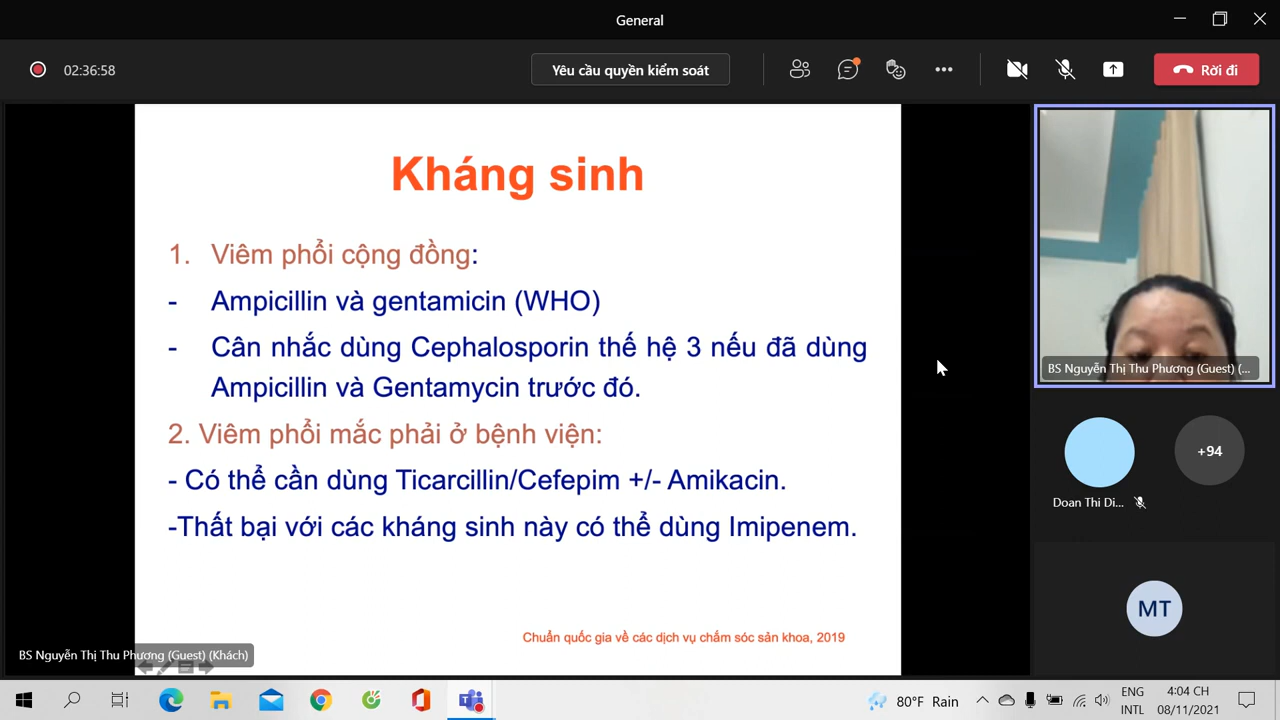 General
02:36:58
Yêu cầu quyền kiểm soát
Rời đi
Kháng sinh
1. Viêm phổi cộng đồng:
- Ampicillin và gentamicin (WHO)
- Cân nhắc dùng Cephalosporin thế hệ 3 nếu đã dùng
Ampicillin và Gentamycin trước đó.
2. Viêm phổi mắc phải ở bệnh viện:
- Có thể cần dùng Ticarcillin/Cefepim +/- Amikacin.
-Thất bại với các kháng sinh này có thể dùng Imipenem.
Chuẩn quốc gia về các dịch vụ chắm sóc sản khoa, 2019
BS Nguyễn Thị Thu Phương (Guest) (Khách)
BS Nguyễn Thị Thu Phương (Guest) (...
Doan Thi Di...
+94
MT
80°F Rain
ENG
INTL
4:04 CH
08/11/2021